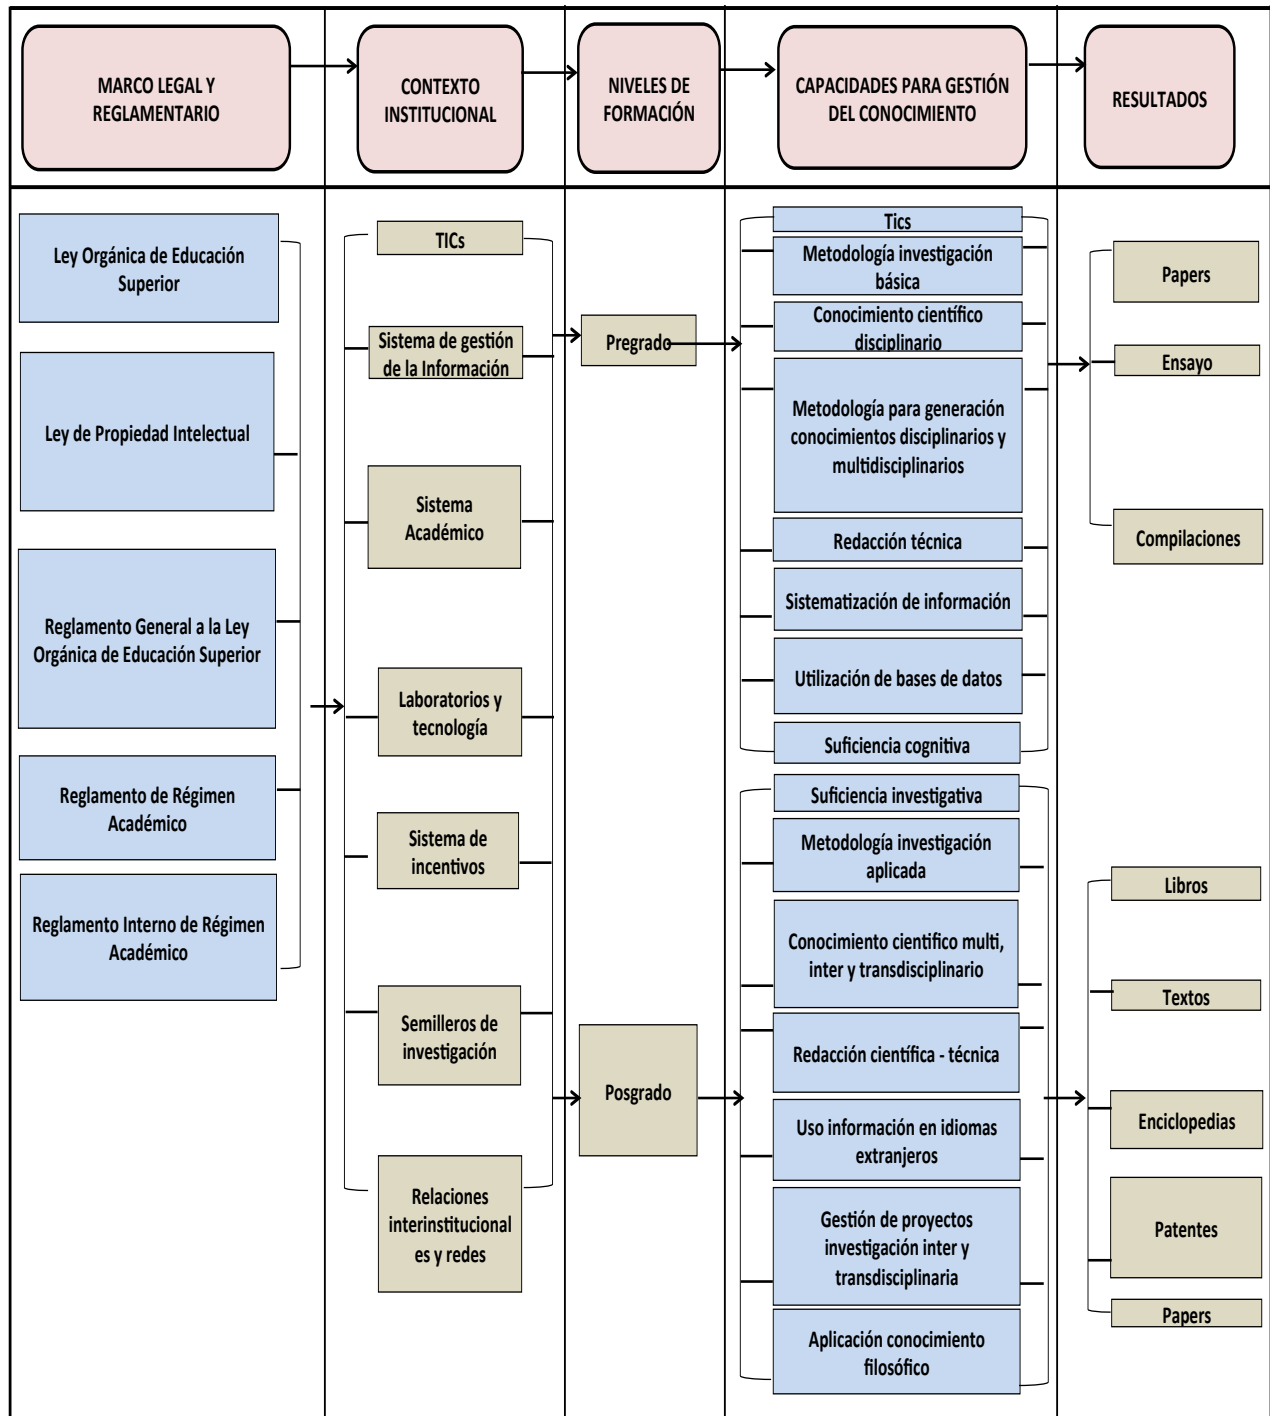 MARCO LEGAL Y
REGLAMENTARIO
CONTEXTO
INSTITUCIONAL
NIVELES DE
FORMACIÓN
CAPACIDADES PARA GESTIÓN
DEL CONOCIMIENTO
RESULTADOS
Ley Orgánica de Educación
Superior
Ley de Propiedad Intelectual
Reglamento General a la Ley
Orgánica de Educación Superior
Reglamento de Régimen
Académico
Reglamento Interno de Régimen
Académico
TICs
Sistema de gestión
de la Información
Sistema
Académico
Laboratorios y
tecnología
Sistema de
incentivos
Semilleros de
investigación
Relaciones
interinstitucional
es y redes
Pregrado
Posgrado
Tics
Metodología investigación
básica
Conocimiento científico
disciplinario
Metodología para generación
conocimientos disciplinarios y
multidisciplinarios
Redacción técnica
Sistematización de información
Utilización de bases de datos
Suficiencia cognitiva
Suficiencia investigativa
Metodología investigación
aplicada
Conocimiento cientifico multi,
inter y transdisciplinario
Redacción científica - técnica
Uso información en idiomas
extranjeros
Gestión de proyectos
investigación inter y
transdisciplinaria
Aplicación conocimiento
filosófico
Papers
Ensayo
Compilaciones
Libros
Textos
Enciclopedias
Patentes
Papers